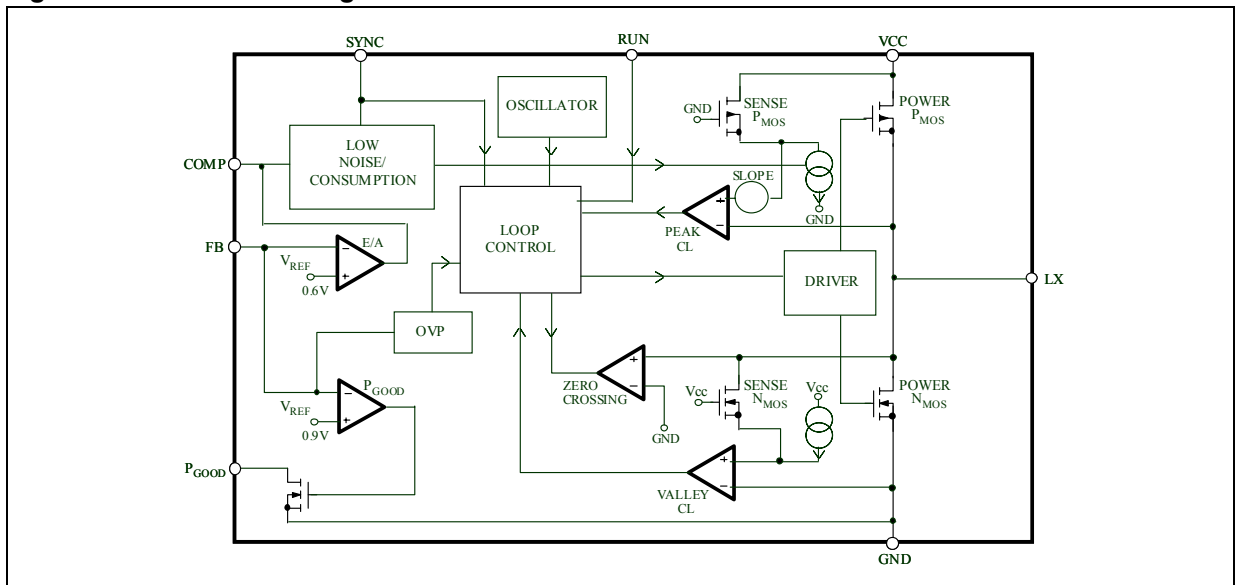 SYNC
RUN
VCC
OSCILLATOR
GND
SENSE
PMOS
POWER
PMOS
LOW
NOISE/
CONSUMPTION
COMP
SLOPE
+
−
GND
PEAK
CL
LOOP
CONTROL
FB
−
E/A
VREF
+
0.6V
DRIVER
LX
OVP
ZERO
CROSSING
+
−
GND
Vcc
SENSE
NMOS
Vcc
POWER
NMOS
PGOOD
−
VREF
+
0.9V
PGOOD
+
−
VALLEY
CL
GND